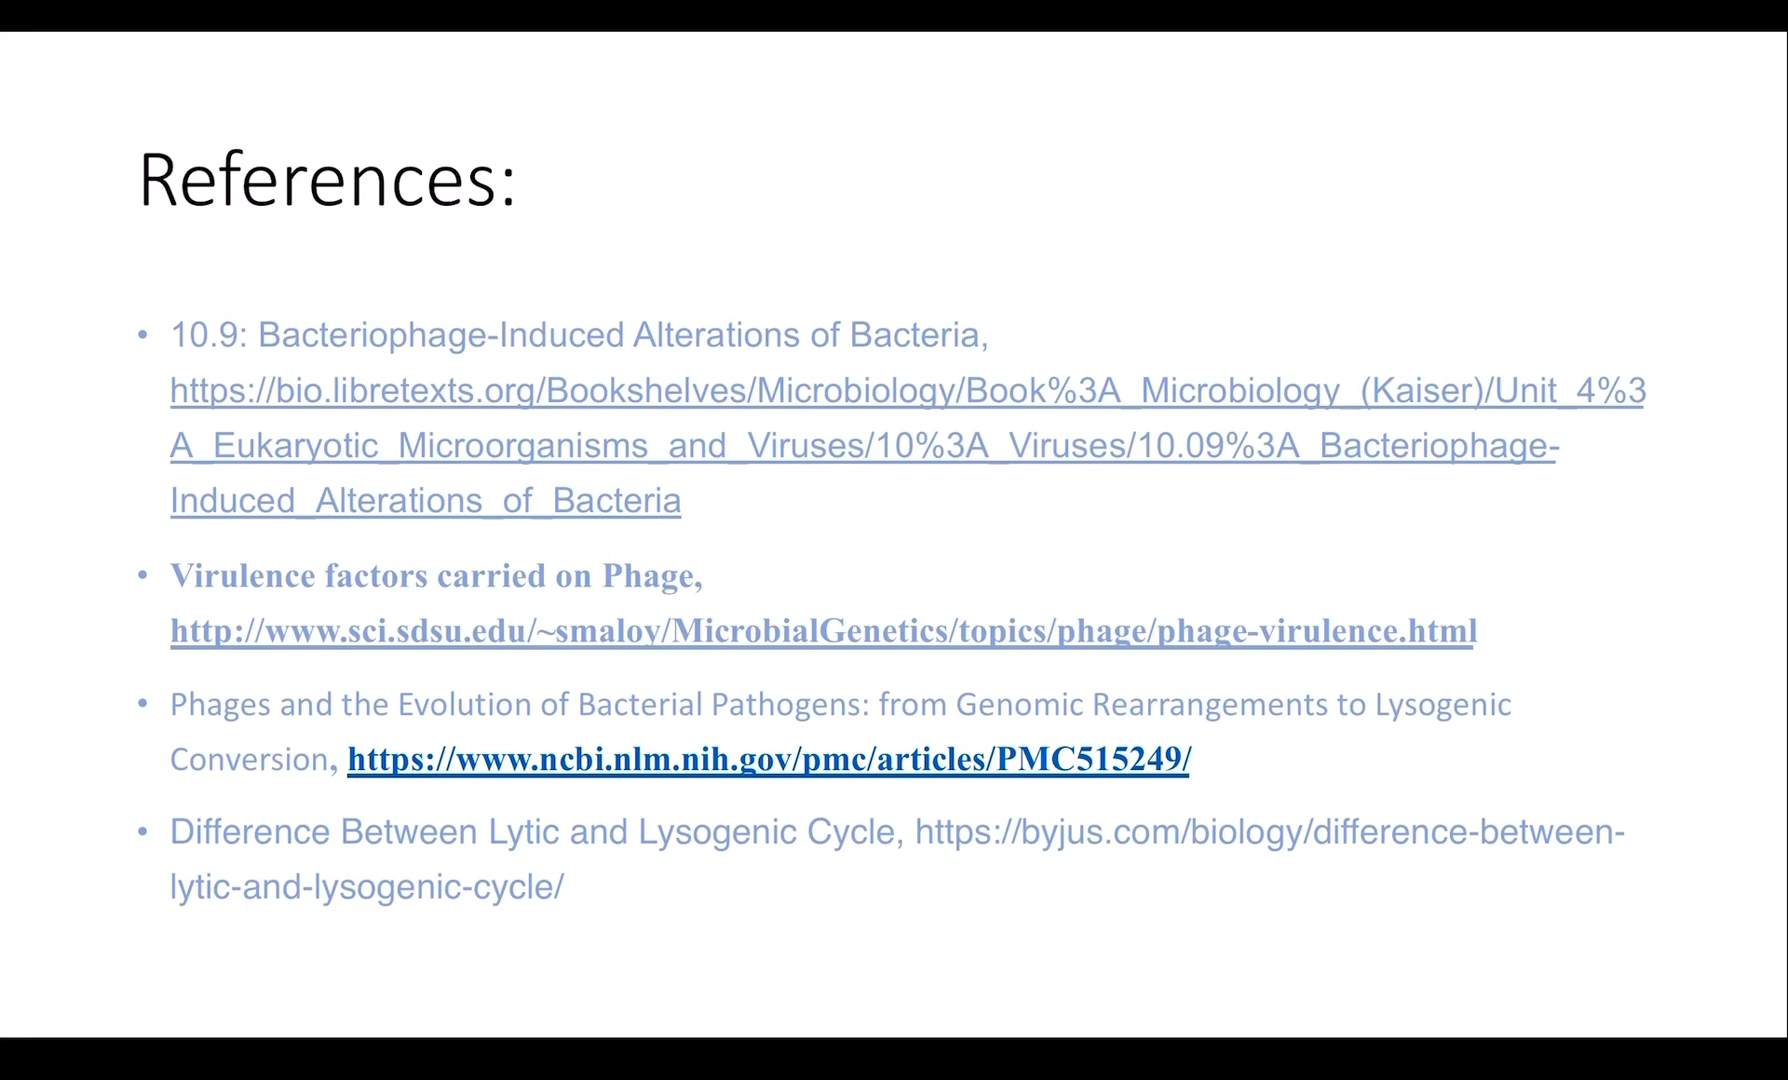 References:
• 10.9: Bacteriophage-Induced Alterations of Bacteria,
https://bio.libretexts.org/Bookshelves/Microbiology/Book%3A_Microbiology_(Kaiser)/Unit_4%3
A_Eukaryotic_Microorganisms_and_Viruses/10%3A_Viruses/10.09%3A_Bacteriophage-
Induced_Alterations_of_Bacteria
• Virulence factors carried on Phage,
http://www.sci.sdsu.edu/~smaloy/MicrobialGenetics/topics/phage/phage-virulence.html
• Phages and the Evolution of Bacterial Pathogens: from Genomic Rearrangements to Lysogenic
Conversion, https://www.ncbi.nlm.nih.gov/pmc/articles/PMC515249/
• Difference Between Lytic and Lysogenic Cycle, https://byjus.com/biology/difference-between-
lytic-and-lysogenic-cycle/